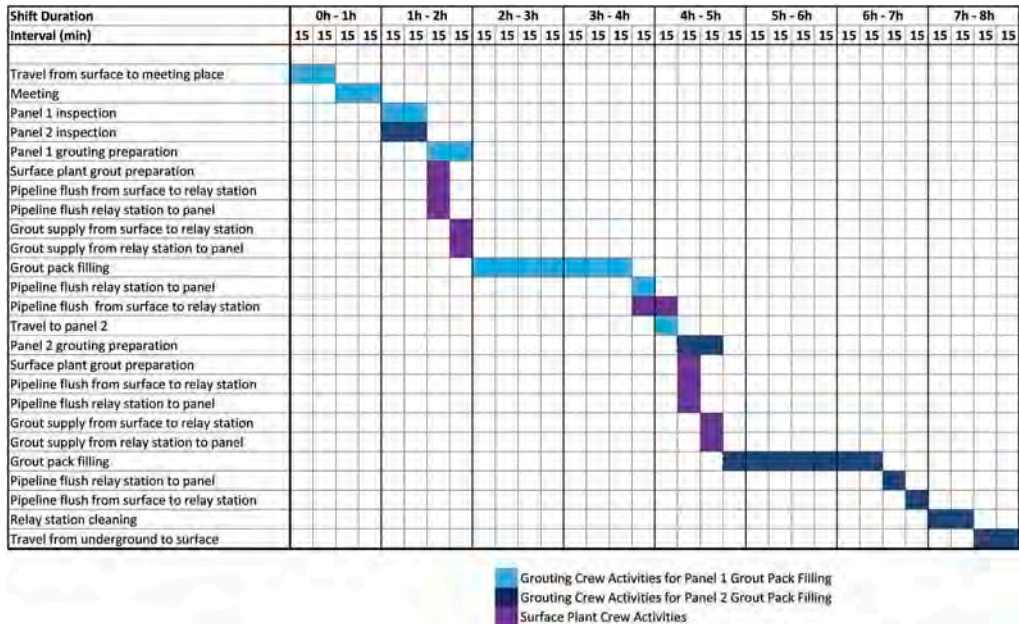 Shift Duration 0h - 1h 1h - 2h 2h - 3h 3h - 4h 4h - 5h 5h - 6h 6h - 7h 7h - 8h
Interval (min) 15 15 15 15 15 15 15 15 15 15 15 15 15 15 15 15 15 15 15 15 15 15 15 15 15 15 15 15 15 15 15 15
Travel from surface to meeting place
Meeting
Panel 1 inspection
Panel 2 inspection
Panel 1 grouting preparation
Surface plant grout preparation
Pipeline flush from surface to relay station
Pipeline flush relay station to panel
Grout supply from surface to relay station
Grout supply from relay station to panel
Grout pack filling
Pipeline flush relay station to panel
Pipeline flush from surface to relay station
Travel to panel 2
Panel 2 grouting preparation
Surface plant grout preparation
Pipeline flush from surface to relay station
Pipeline flush relay station to panel
Grout supply from surface to relay station
Grout supply from relay station to panel
Grout pack filling
Pipeline flush relay station to panel
Pipeline flush from surface to relay station
Relay station cleaning
Travel from underground to surface
Grouting Crew Activities for Panel 1 Grout Pack Filling
Grouting Crew Activities for Panel 2 Grout Pack Filling
Surface Plant Crew Activities